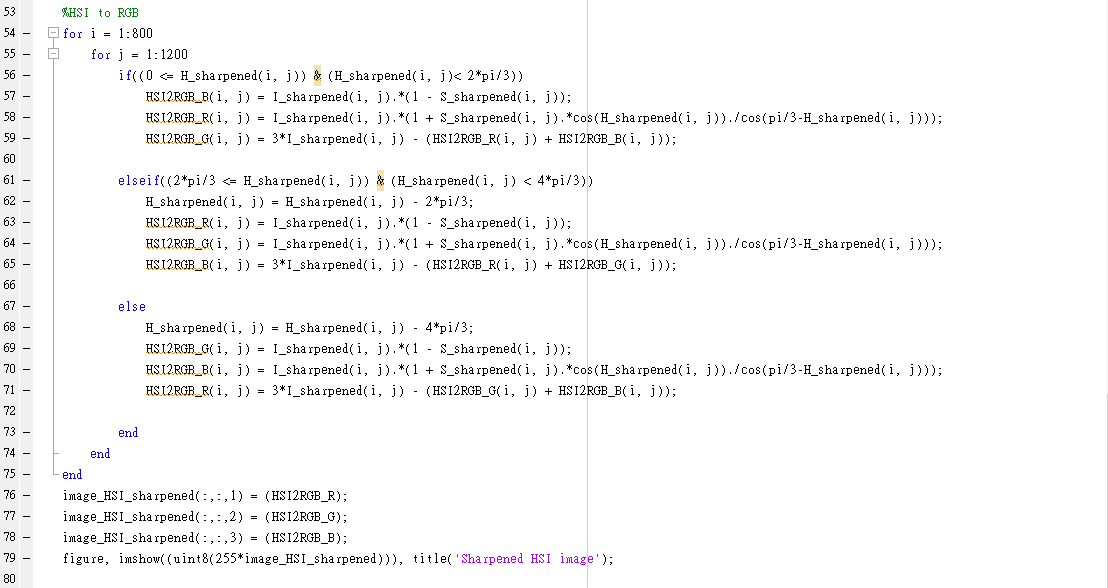 53 %HSI to RGB
54 – for i = 1:800
55 – for j = 1:1200
56 – if((0 <= H_sharpened(i, j)) & (H_sharpened(i, j)< 2*pi/3))
57 – HSI2RGB_B(i, j) = I_sharpened(i, j).*(1 - S_sharpened(i, j));
58 – HSI2RGB_R(i, j) = I_sharpened(i, j).*(1 + S_sharpened(i, j).*cos(H_sharpened(i, j))./cos(pi/3-H_sharpened(i, j)));
59 – HSI2RGB_G(i, j) = 3*I_sharpened(i, j) - (HSI2RGB_R(i, j) + HSI2RGB_B(i, j));
60
61 – elseif((2*pi/3 <= H_sharpened(i, j)) & (H_sharpened(i, j) < 4*pi/3))
62 – H_sharpened(i, j) = H_sharpened(i, j) - 2*pi/3;
63 – HSI2RGB_R(i, j) = I_sharpened(i, j).*(1 - S_sharpened(i, j));
64 – HSI2RGB_G(i, j) = I_sharpened(i, j).*(1 + S_sharpened(i, j).*cos(H_sharpened(i, j))./cos(pi/3-H_sharpened(i, j)));
65 – HSI2RGB_B(i, j) = 3*I_sharpened(i, j) - (HSI2RGB_R(i, j) + HSI2RGB_G(i, j));
66
67 – else
68 – H_sharpened(i, j) = H_sharpened(i, j) - 4*pi/3;
69 – HSI2RGB_G(i, j) = I_sharpened(i, j).*(1 - S_sharpened(i, j));
70 – HSI2RGB_B(i, j) = I_sharpened(i, j).*(1 + S_sharpened(i, j).*cos(H_sharpened(i, j))./cos(pi/3-H_sharpened(i, j)));
71 – HSI2RGB_R(i, j) = 3*I_sharpened(i, j) - (HSI2RGB_G(i, j) + HSI2RGB_B(i, j));
72
73 – end
74 – end
75 – end
76 – image_HSI_sharpened(:,:,1) = (HSI2RGB_R);
77 – image_HSI_sharpened(:,:,2) = (HSI2RGB_G);
78 – image_HSI_sharpened(:,:,3) = (HSI2RGB_B);
79 – figure, imshow((uint8(255*image_HSI_sharpened))), title('Sharpened HSI image');
80